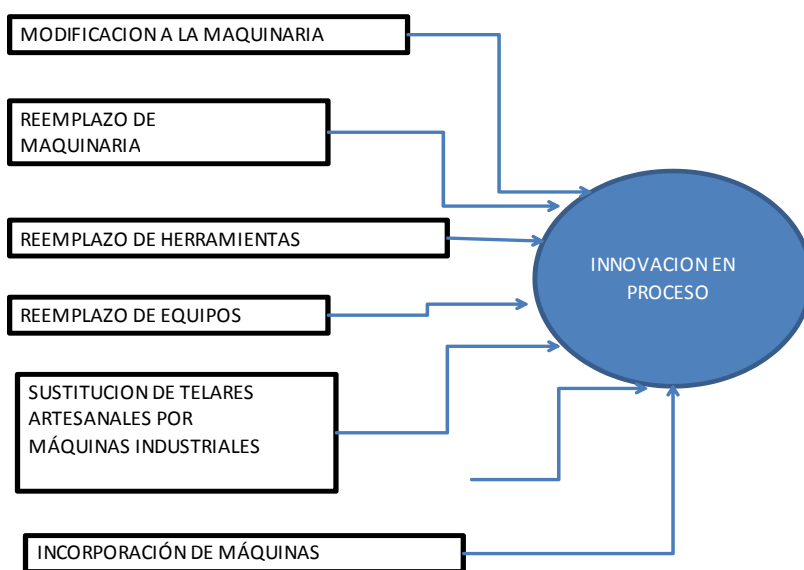 MODIFICACION A LA MAQUINARIA
REEMPLAZO DE
MAQUINARIA
REEMPLAZO DE HERRAMIENTAS
REEMPLAZO DE EQUIPOS
SUSTITUCION DE TELARES
ARTESANALES POR
MÁQUINAS INDUSTRIALES
INCORPORACIÓN DE MÁQUINAS
INNOVACION EN
PROCESO